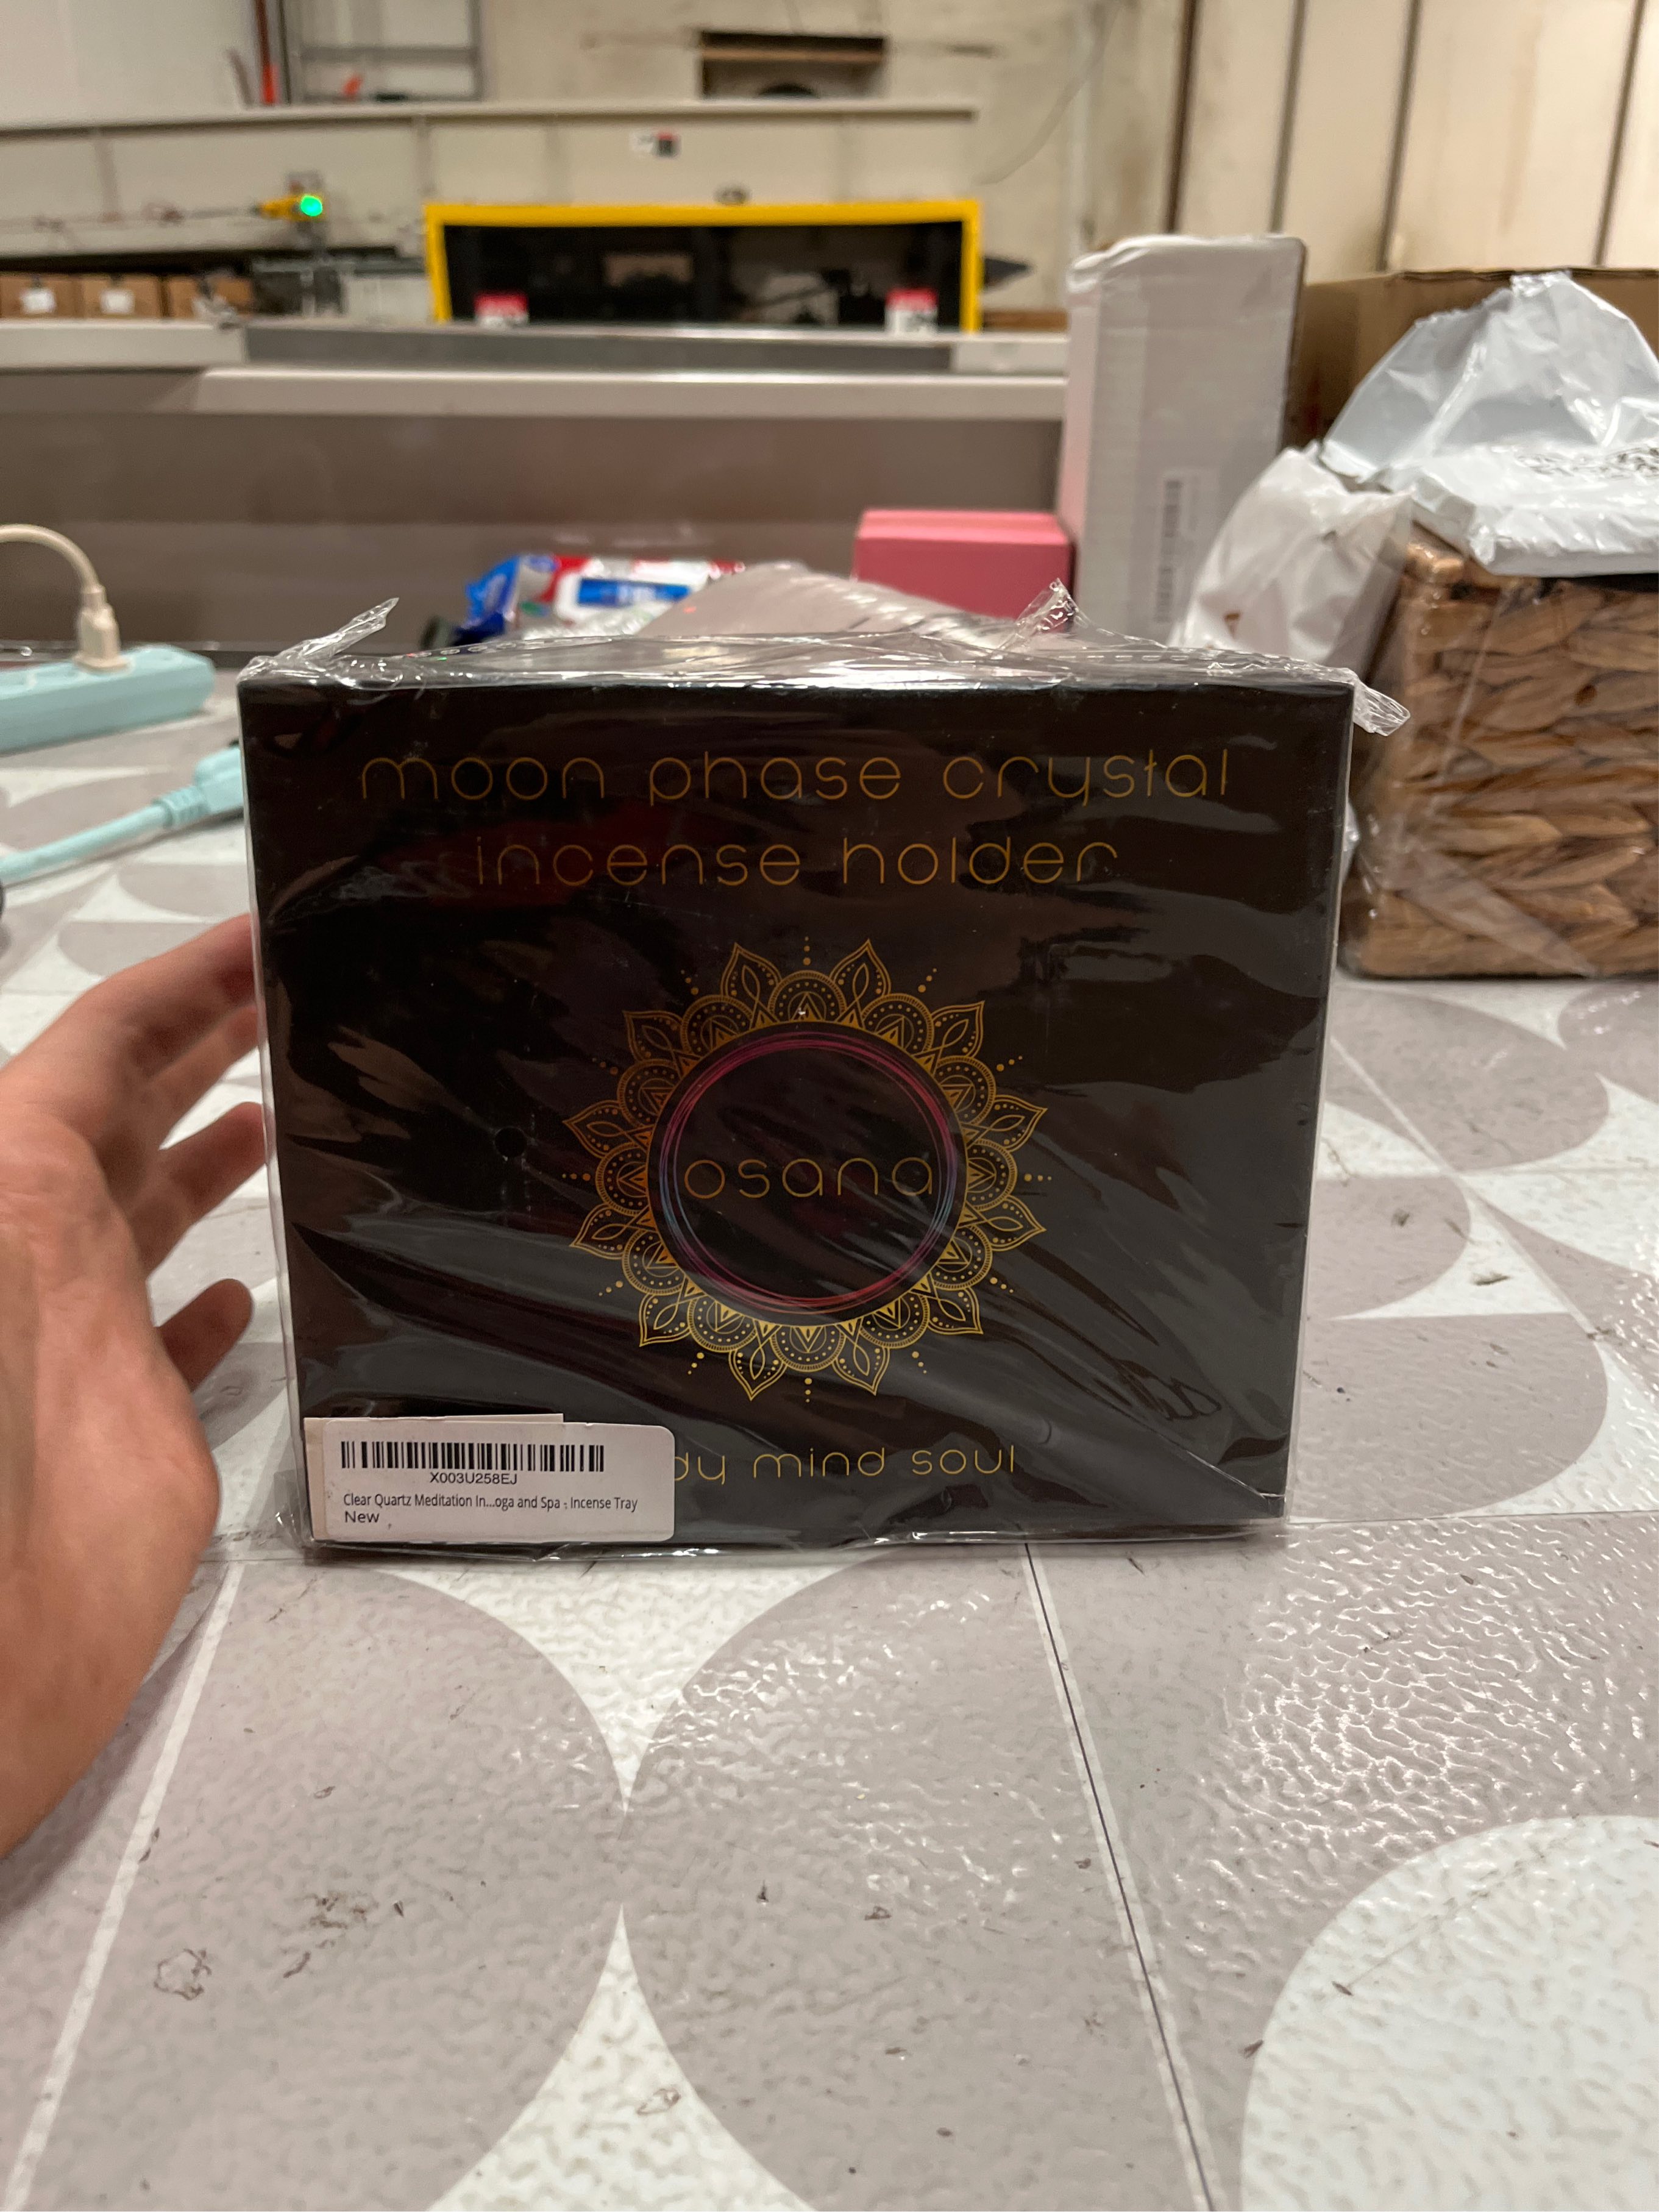 moon phase crystal
incense holder
osana
dy mind soul
X003U258EJ
Clear Quartz Meditation In...oga and Spa - Incense Tray
New